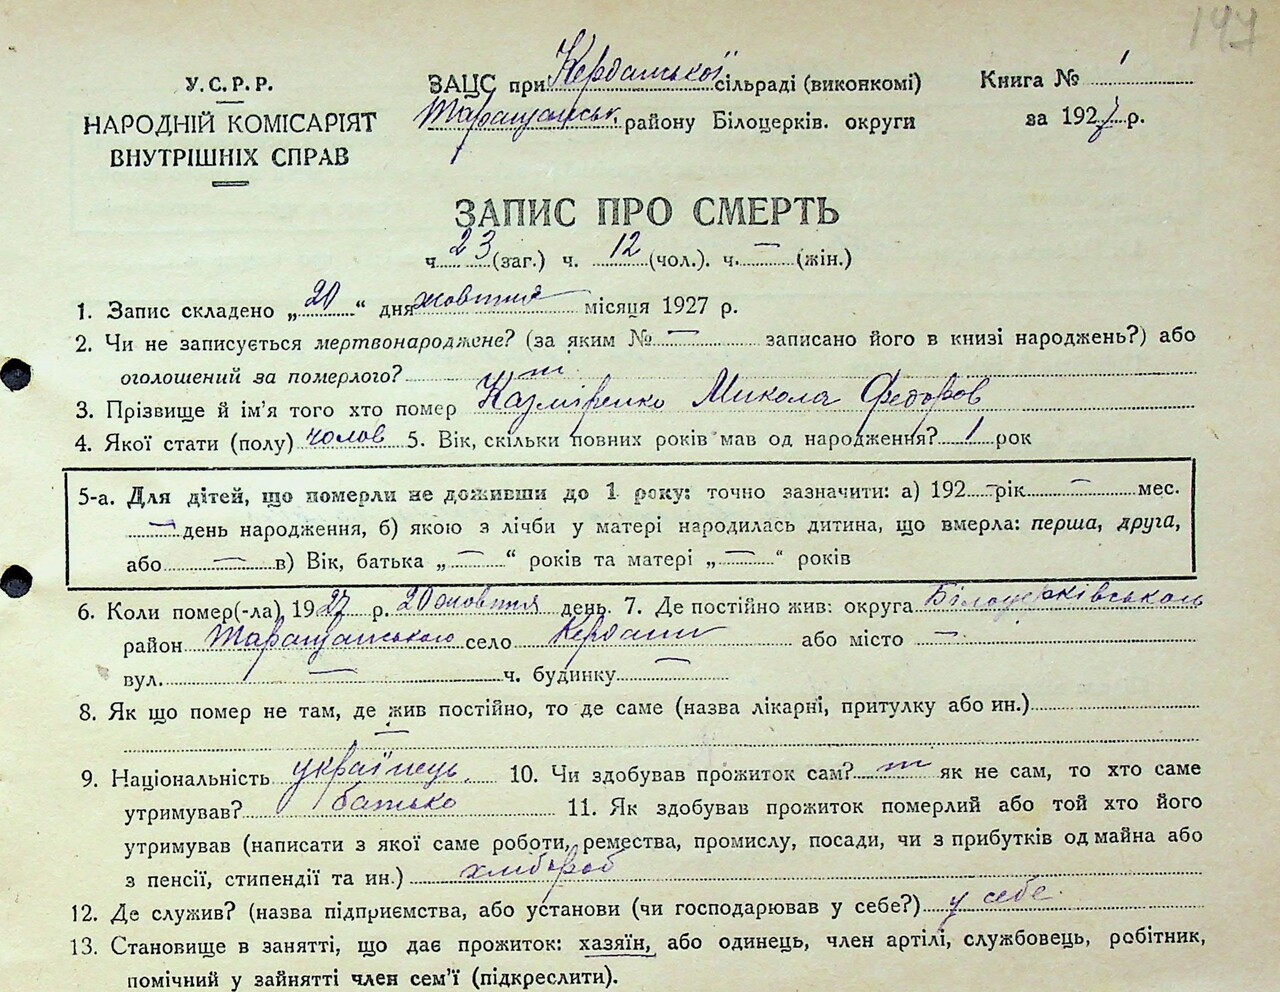 147
У.С.Р.Р.
НАРОДНІЙ КОМІСАРІЯТ
ВНУТРІШНІХ СПРАВ
ЗАЦС при Керданської сільраді (виконкомі)
Таращанськ. району Білоцерків. округи
Книга № 1
за 1927 р.
ЗАПИС ПРО СМЕРТЬ
ч. 23 (заг.) ч. 12 (чол.). ч. — (жін.)
1. Запис складено „20“ дня жовтня місяця 1927 р.
2. Чи не записується мертвонароджене? (за яким № — записано його в книзі народжень?) або
оголошений за померлого?
3. Прізвище й ім'я того хто помер Казміренко Микола Федоров
4. Якої стати (полу) чолов 5. Вік, скільки повних років мав од народження? 1 рок
5-а. Для дітей, що померли не доживши до 1 року: точно зазначити: а) 192 — рік — мес.
— день народження, б) якою з лічби у матері народилась дитина, що вмерла: перша, друга,
або — в) Вік, батька „ — “ років та матері „ — “ років
6. Коли помер(-ла) 1927 р. 20 жовтня день. 7. Де постійно жив: округа Білоцерківської
район Таращанського село Кердани або місто —
вул. — ч. будинку —
8. Як що помер не там, де жив постійно, то де саме (назва лікарні, притулку або ин.)
—
9. Національність українець. 10. Чи здобував прожиток сам? як не сам, то хто саме
утримував? батько 11. Як здобував прожиток померлий або той хто його
утримував (написати з якої саме роботи, ремества, промислу, посади, чи з прибутків од майна або
з пенсії, стипендії та ин.) хлібороб
12. Де служив? (назва підприємства, або установи (чи господарював у себе?) у себе
13. Становище в занятті, що дає прожиток: хазяїн, або одинець, член артілі, службовець, робітник,
помічний у зайнятті член сем'ї (підкреслити).